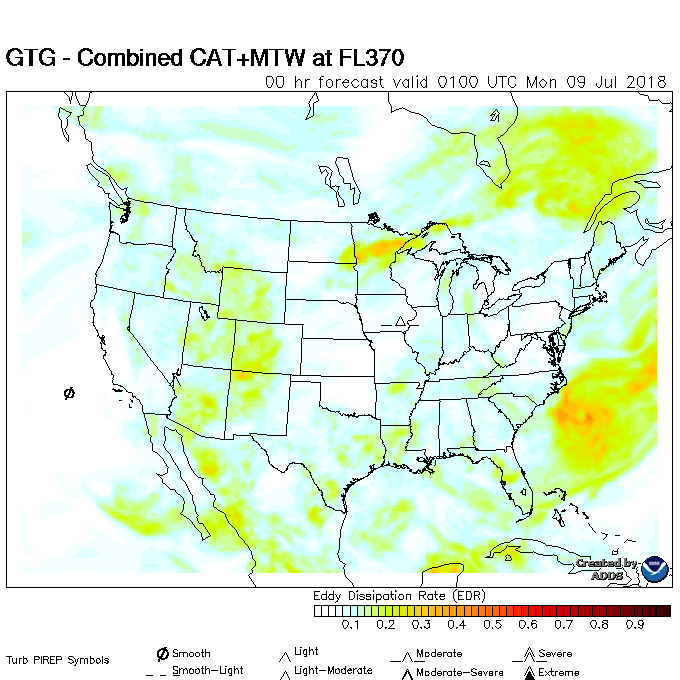 GTG - Combined CAT+MTW at FL370
00 hr forecast valid 0100 UTC Mon 09 Jul 2018
Created by
ADDS
Eddy Dissipation Rate (EDR)
0.1 0.2 0.3 0.4 0.5 0.6 0.7 0.8 0.9
Turb PIREP Symbols
Smooth Light Moderate Severe
Smooth-Light Light-Moderate Moderate-Severe Extreme